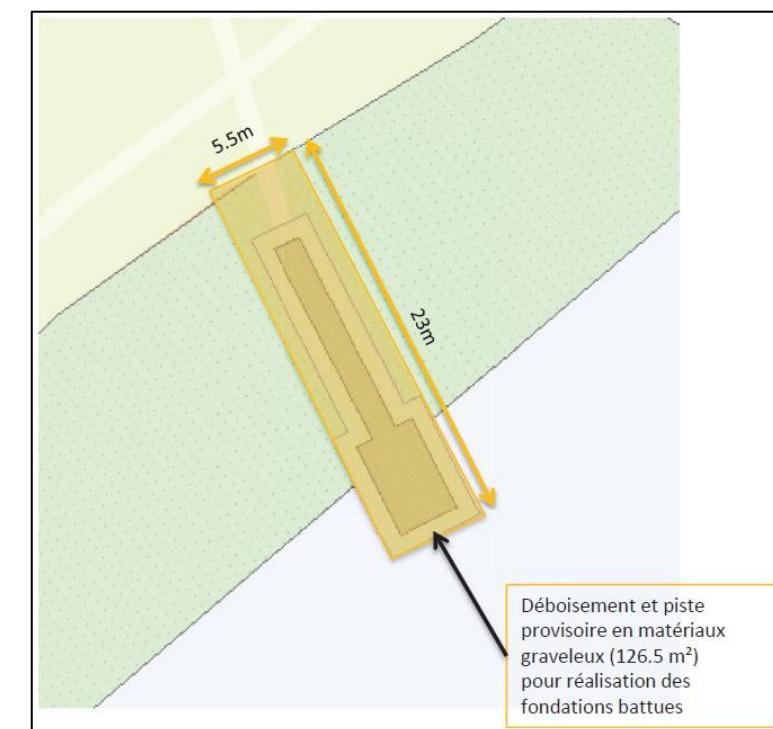 5.5m
23m
Déboisement et piste
provisoire en matériaux
graveleux (126.5 m²)
pour réalisation des
fondations battues